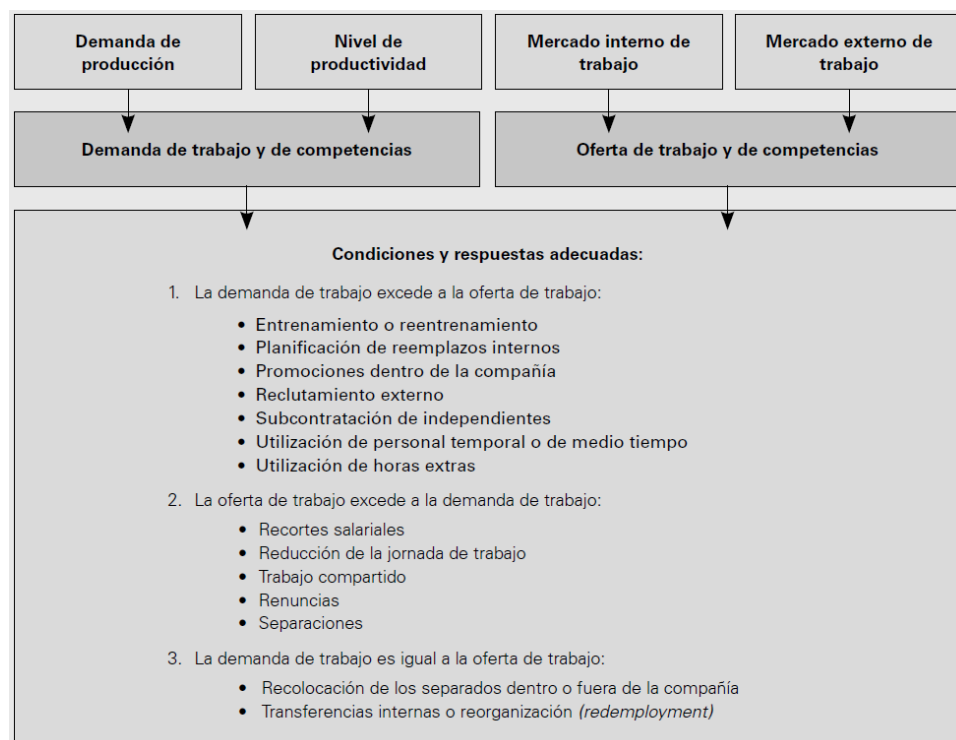 Demanda de
producción
Nivel de
productividad
Mercado interno de
trabajo
Mercado externo de
trabajo
Demanda de trabajo y de competencias
Oferta de trabajo y de competencias
Condiciones y respuestas adecuadas:
1. La demanda de trabajo excede a la oferta de trabajo:
• Entrenamiento o reentrenamiento
• Planificación de reemplazos internos
• Promociones dentro de la compañía
• Reclutamiento externo
• Subcontratación de independientes
• Utilización de personal temporal o de medio tiempo
• Utilización de horas extras
2. La oferta de trabajo excede a la demanda de trabajo:
• Recortes salariales
• Reducción de la jornada de trabajo
• Trabajo compartido
• Renuncias
• Separaciones
3. La demanda de trabajo es igual a la oferta de trabajo:
• Recolocación de los separados dentro o fuera de la compañía
• Transferencias internas o reorganización (redemployment)